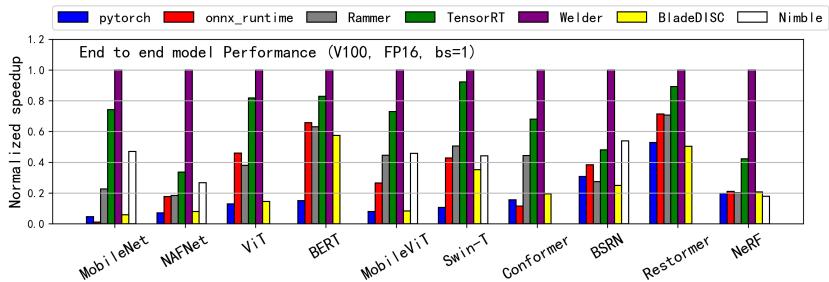 pytorch onnx_runtime Rammer TensorRT Welder BladeDISC Nimble
End to end model Performance (V100, FP16, bs=1)
Normalized speedup
1.2
1.0
0.8
0.6
0.4
0.2
0.0
MobileNet NAFNet ViT BERT MobileViT Swin-T Conformer BSRN Restormer NeRF